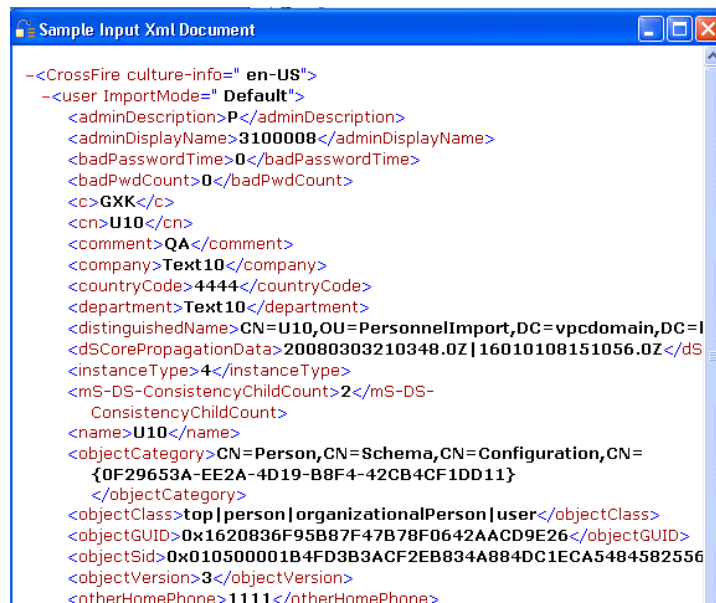 Sample Input Xml Document
-<CrossFire culture-info=" en-US">
-<user ImportMode=" Default">
<adminDescription>P</adminDescription>
<adminDisplayName>3100008</adminDisplayName>
<badPasswordTime>0</badPasswordTime>
<badPwdCount>0</badPwdCount>
<c>GXK</c>
<cn>U10</cn>
<comment>QA</comment>
<company>Text10</company>
<countryCode>4444</countryCode>
<department>Text10</department>
<distinguishedName>CN=U10,OU=PersonnelImport,DC=vpcdomain,DC=l
<dSCorePropagationData>20080303210348.0Z|16010108151056.0Z</dS
<instanceType>4</instanceType>
<mS-DS-ConsistencyChildCount>2</mS-DS-
ConsistencyChildCount>
<name>U10</name>
<objectCategory>CN=Person,CN=Schema,CN=Configuration,CN=
{0F29653A-EE2A-4D19-B8F4-42CB4CF1DD11}
</objectCategory>
<objectClass>top|person|organizationalPerson|user</objectClass>
<objectGUID>0x1620836F95B87F47B78F0642AACD9E26</objectGUID>
<objectSid>0x010500001B4FD3B3ACF2EB834A884DC1ECA5484582556
<objectVersion>3</objectVersion>
<otherHomePhone>1111</otherHomePhone>